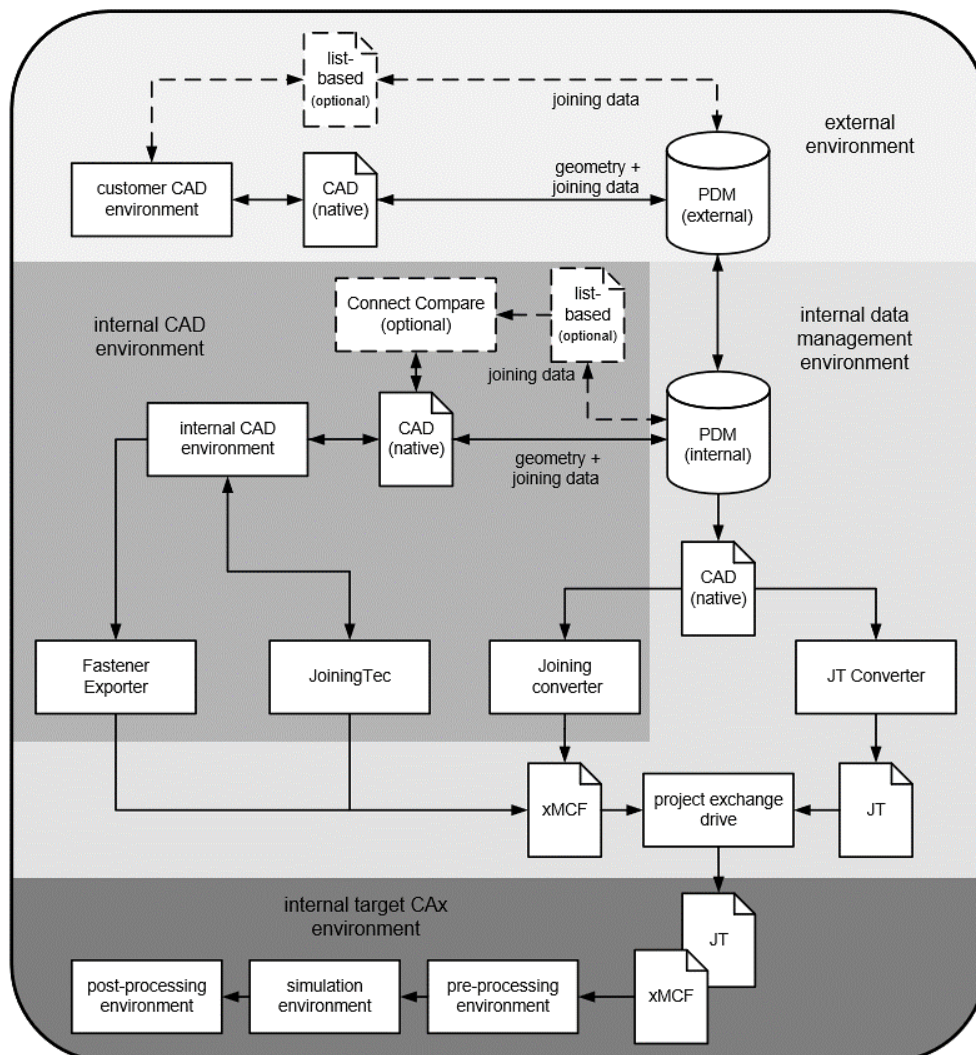 list-
based
(optional)
joining data
external
environment
customer CAD
environment
CAD
(native)
geometry +
joining data
PDM
(external)
internal CAD
environment
Connect Compare
(optional)
list-
based
(optional)
internal data
management
environment
joining data
internal CAD
environment
CAD
(native)
geometry +
joining data
PDM
(internal)
CAD
(native)
Fastener
Exporter
JoiningTec
Joining
converter
JT Converter
xMCF
project exchange
drive
JT
internal target CAx
environment
JT
post-processing
environment
simulation
environment
pre-processing
environment
xMCF